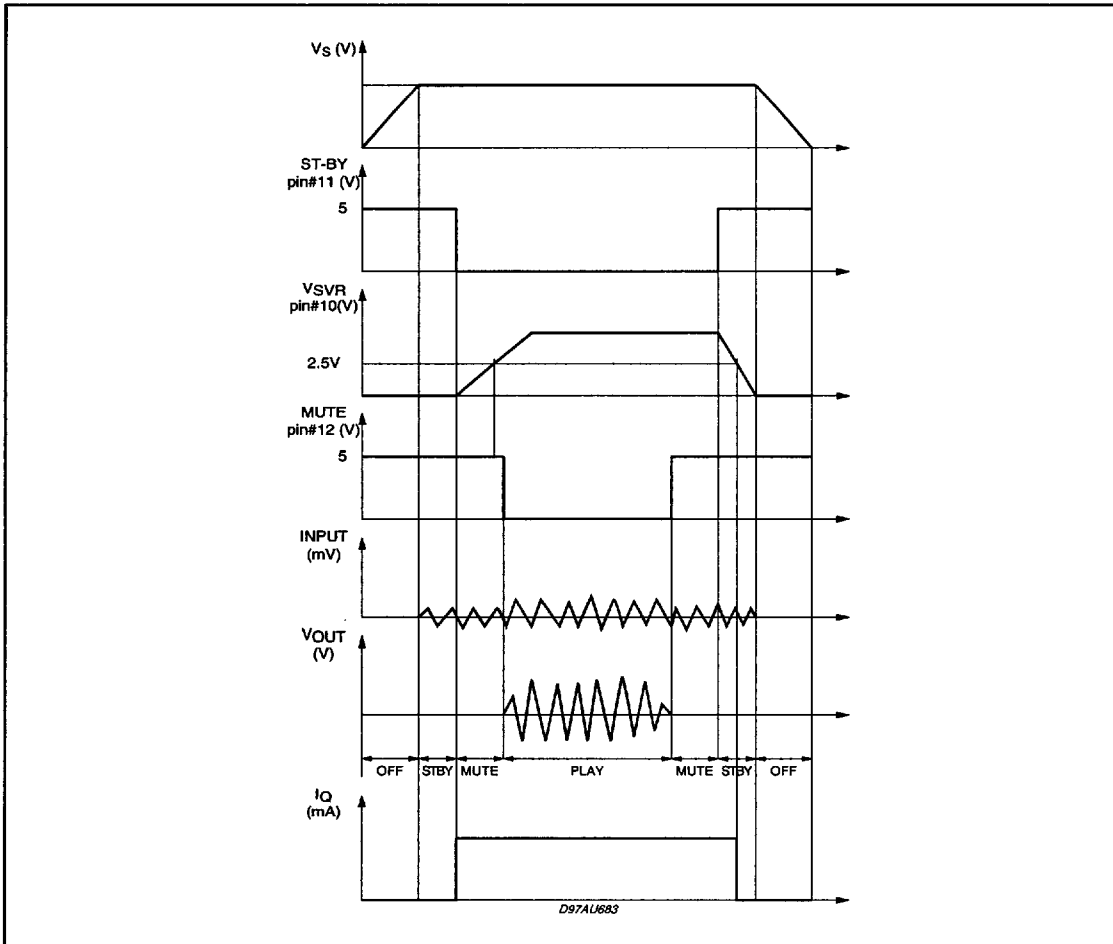 VS (V)
ST-BY
pin#11 (V)
5
VSVR
pin#10(V)
2.5V
MUTE
pin#12 (V)
5
INPUT
(mV)
VOUT
(V)
OFF STBY MUTE PLAY MUTE STBY OFF
IQ
(mA)
D97AU683